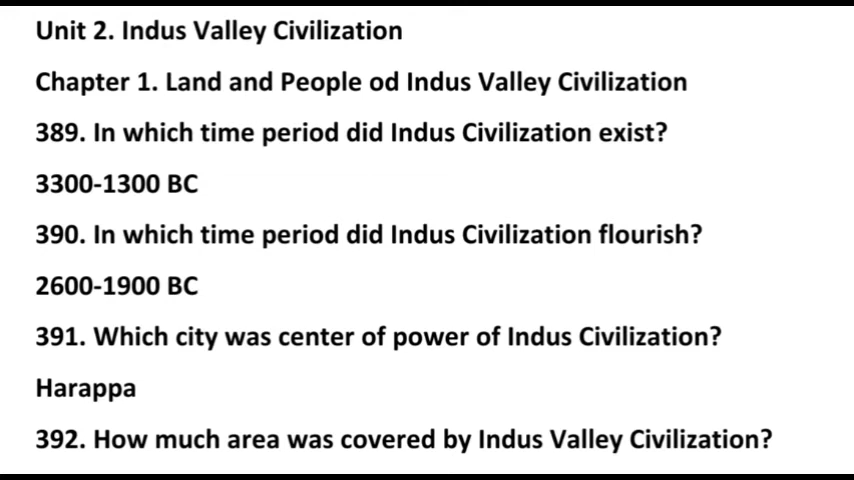 Unit 2. Indus Valley Civilization
Chapter 1. Land and People od Indus Valley Civilization
389. In which time period did Indus Civilization exist?
3300-1300 BC
390. In which time period did Indus Civilization flourish?
2600-1900 BC
391. Which city was center of power of Indus Civilization?
Harappa
392. How much area was covered by Indus Valley Civilization?